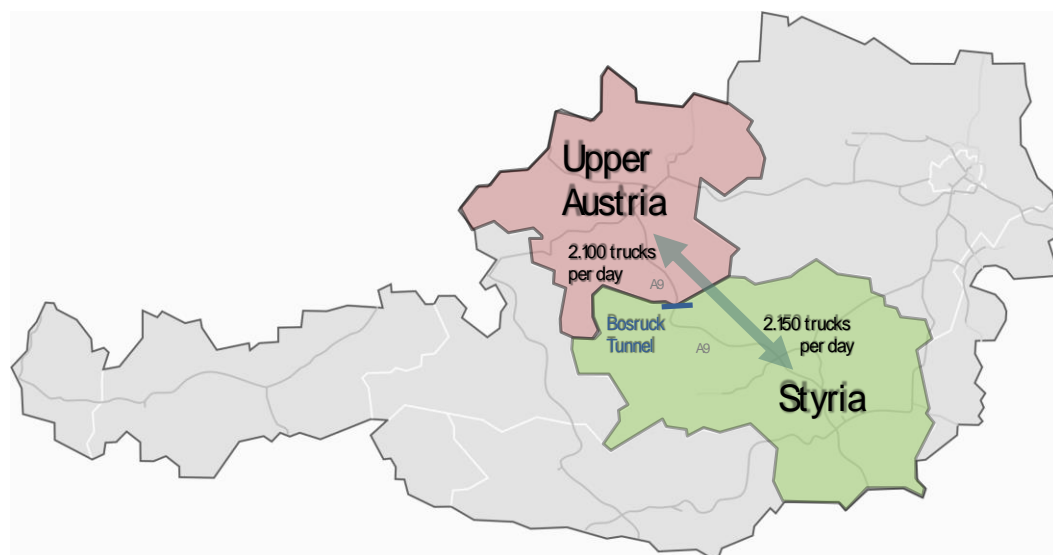 Upper
Austria
2.100 trucks
per day
A9
Bosruck
Tunnel
A9
2.150 trucks
per day
Styria